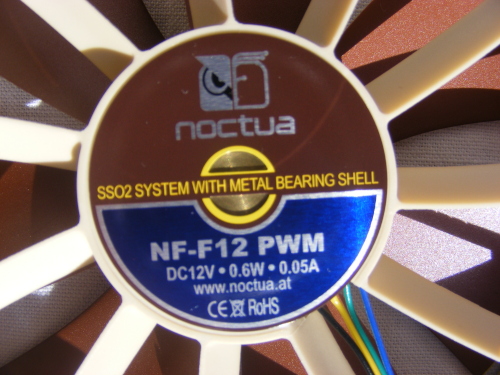 noctua
SSO2 SYSTEM WITH METAL BEARING SHELL
NF-F12 PWM
DC12V • 0.6W • 0.05A
www.noctua.at
CE RoHS